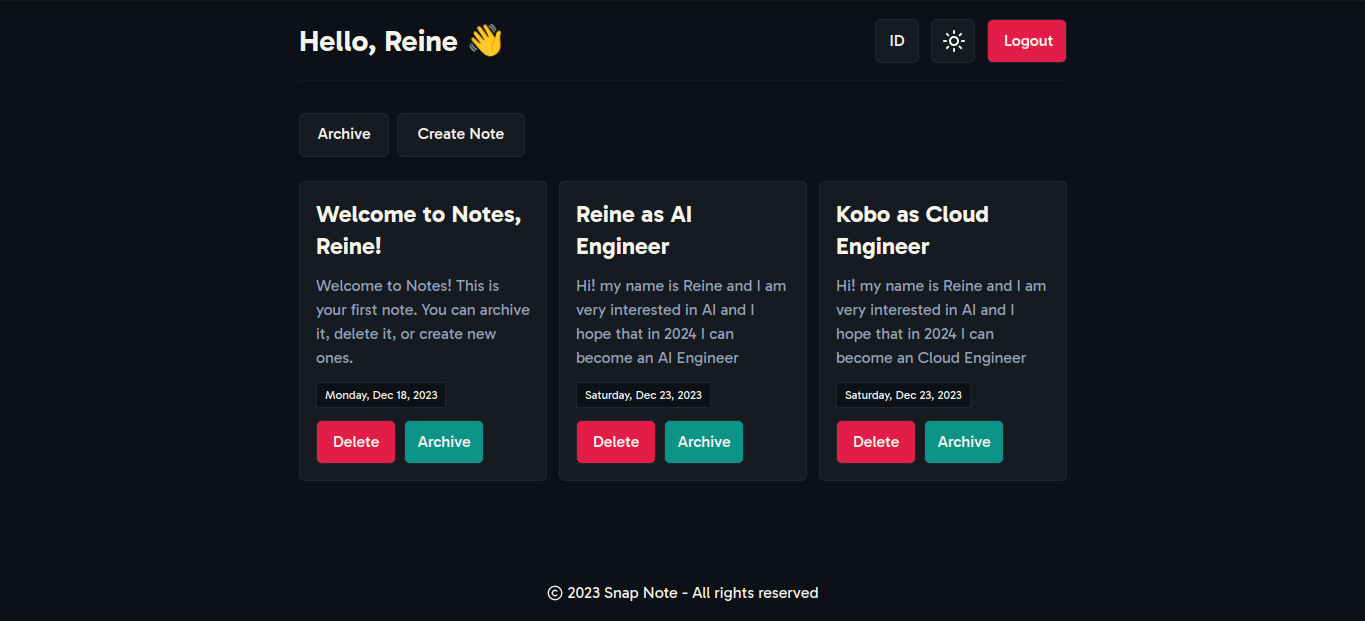 Hello, Reine 👋
ID
Logout
Archive
Create Note
Welcome to Notes,
Reine!
Welcome to Notes! This is
your first note. You can archive
it, delete it, or create new
ones.
Monday, Dec 18, 2023
Delete
Archive
Reine as AI
Engineer
Hi! my name is Reine and I am
very interested in AI and I
hope that in 2024 I can
become an AI Engineer
Saturday, Dec 23, 2023
Delete
Archive
Kobo as Cloud
Engineer
Hi! my name is Reine and I am
very interested in AI and I
hope that in 2024 I can
become an Cloud Engineer
Saturday, Dec 23, 2023
Delete
Archive
© 2023 Snap Note - All rights reserved